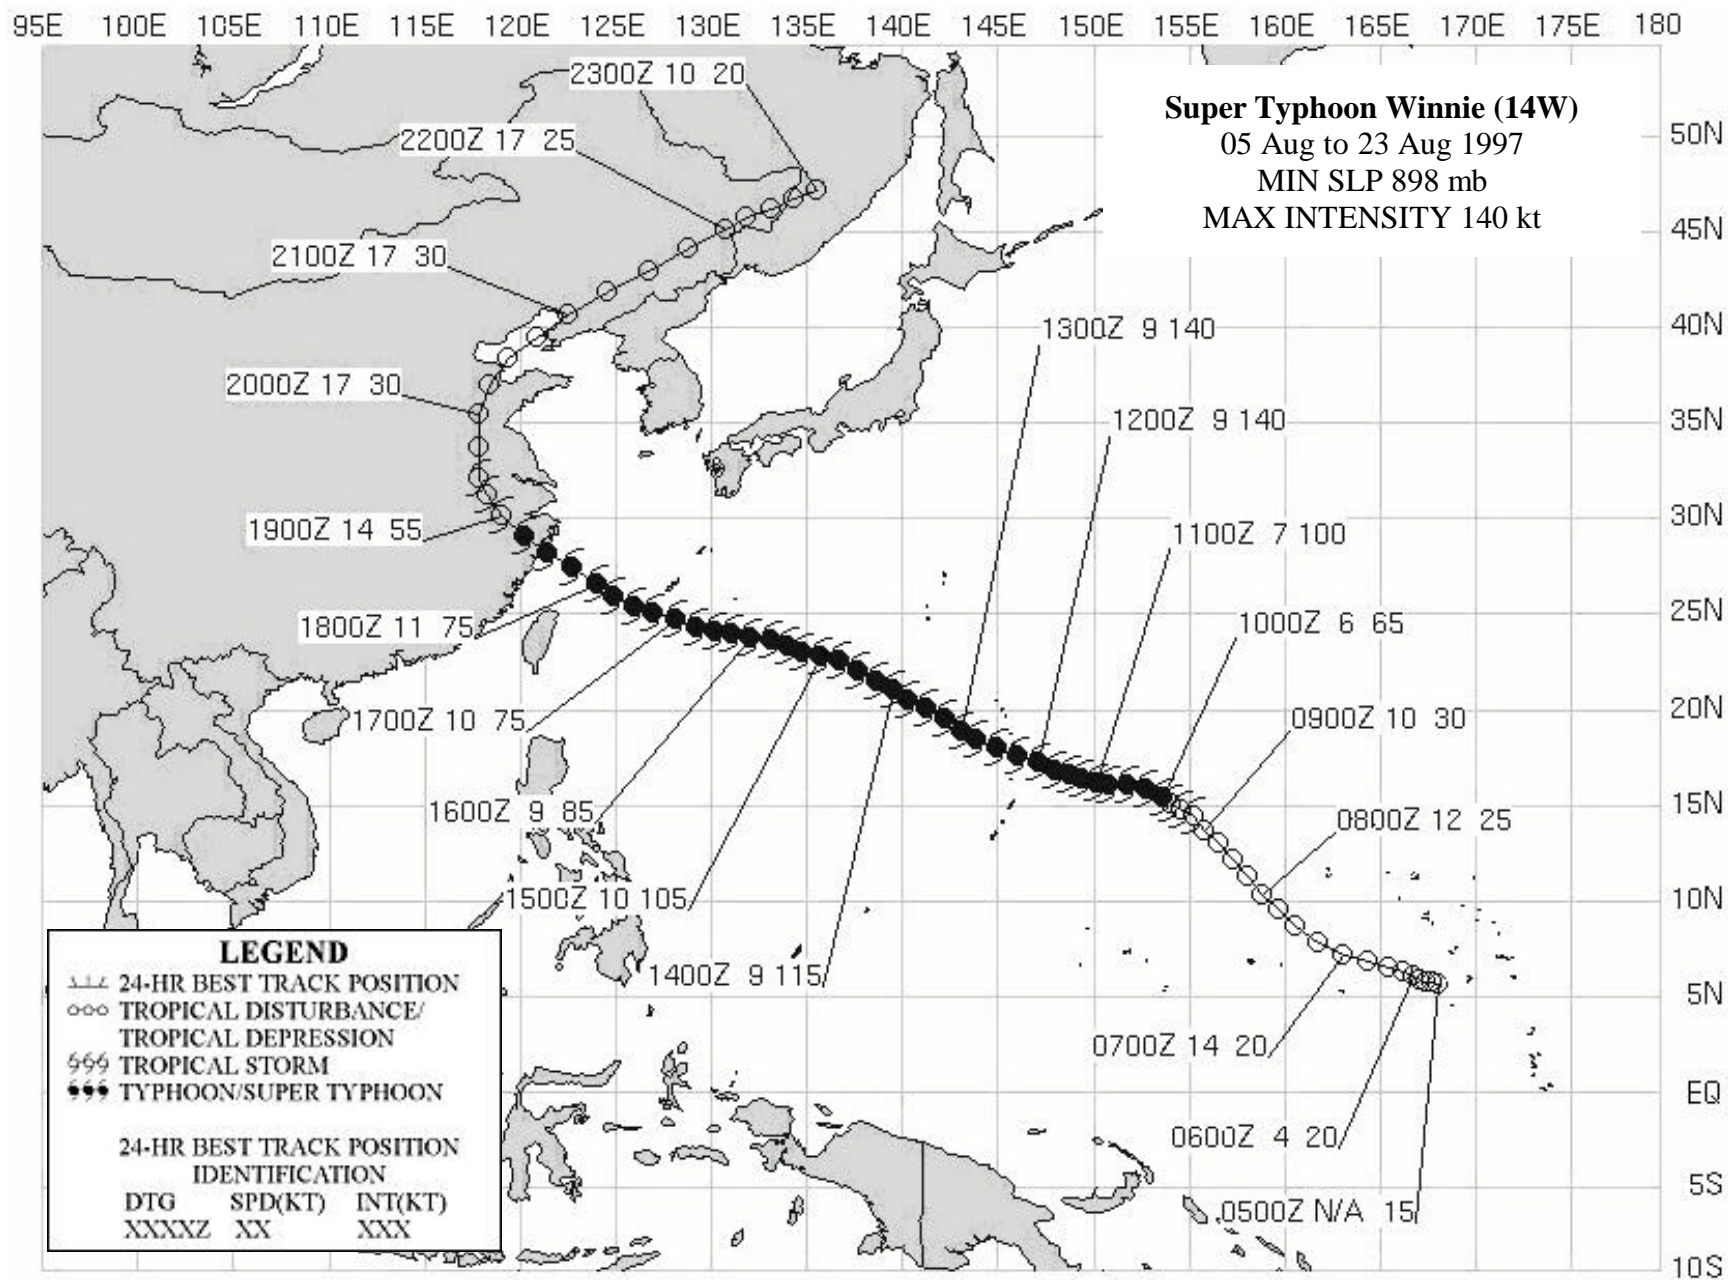 95E 100E 105E 110E 115E 120E 125E 130E 135E 140E 145E 150E 155E 160E 165E 170E 175E 180
Super Typhoon Winnie (14W)
05 Aug to 23 Aug 1997
MIN SLP 898 mb
MAX INTENSITY 140 kt
2300Z 10 20
2200Z 17 25
2100Z 17 30
2000Z 17 30
1900Z 14 55
1800Z 11 75
1700Z 10 75
1600Z 9 85
1500Z 10 105
1400Z 9 115
1300Z 9 140
1200Z 9 140
1100Z 7 100
1000Z 6 65
0900Z 10 30
0800Z 12 25
0700Z 14 20
0600Z 4 20
0500Z N/A 15
50N
45N
40N
35N
30N
25N
20N
15N
10N
5N
EQ
5S
10S
LEGEND
24-HR BEST TRACK POSITION
TROPICAL DISTURBANCE/
TROPICAL DEPRESSION
TROPICAL STORM
TYPHOON/SUPER TYPHOON
24-HR BEST TRACK POSITION
IDENTIFICATION
DTG SPD(KT) INT(KT)
XXXXZ XX XXX